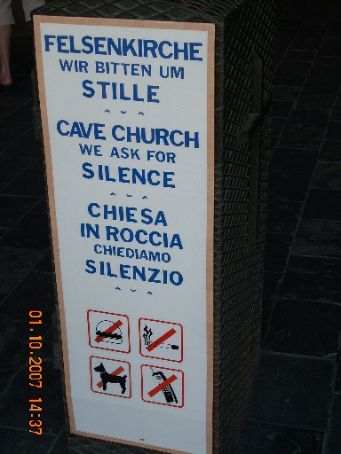 FELSENKIRCHE
WIR BITTEN UM
STILLE
CAVE CHURCH
WE ASK FOR
SILENCE
CHIESA
IN ROCCIA
CHIEDIAMO
SILENZIO
01.10.2007 14:37